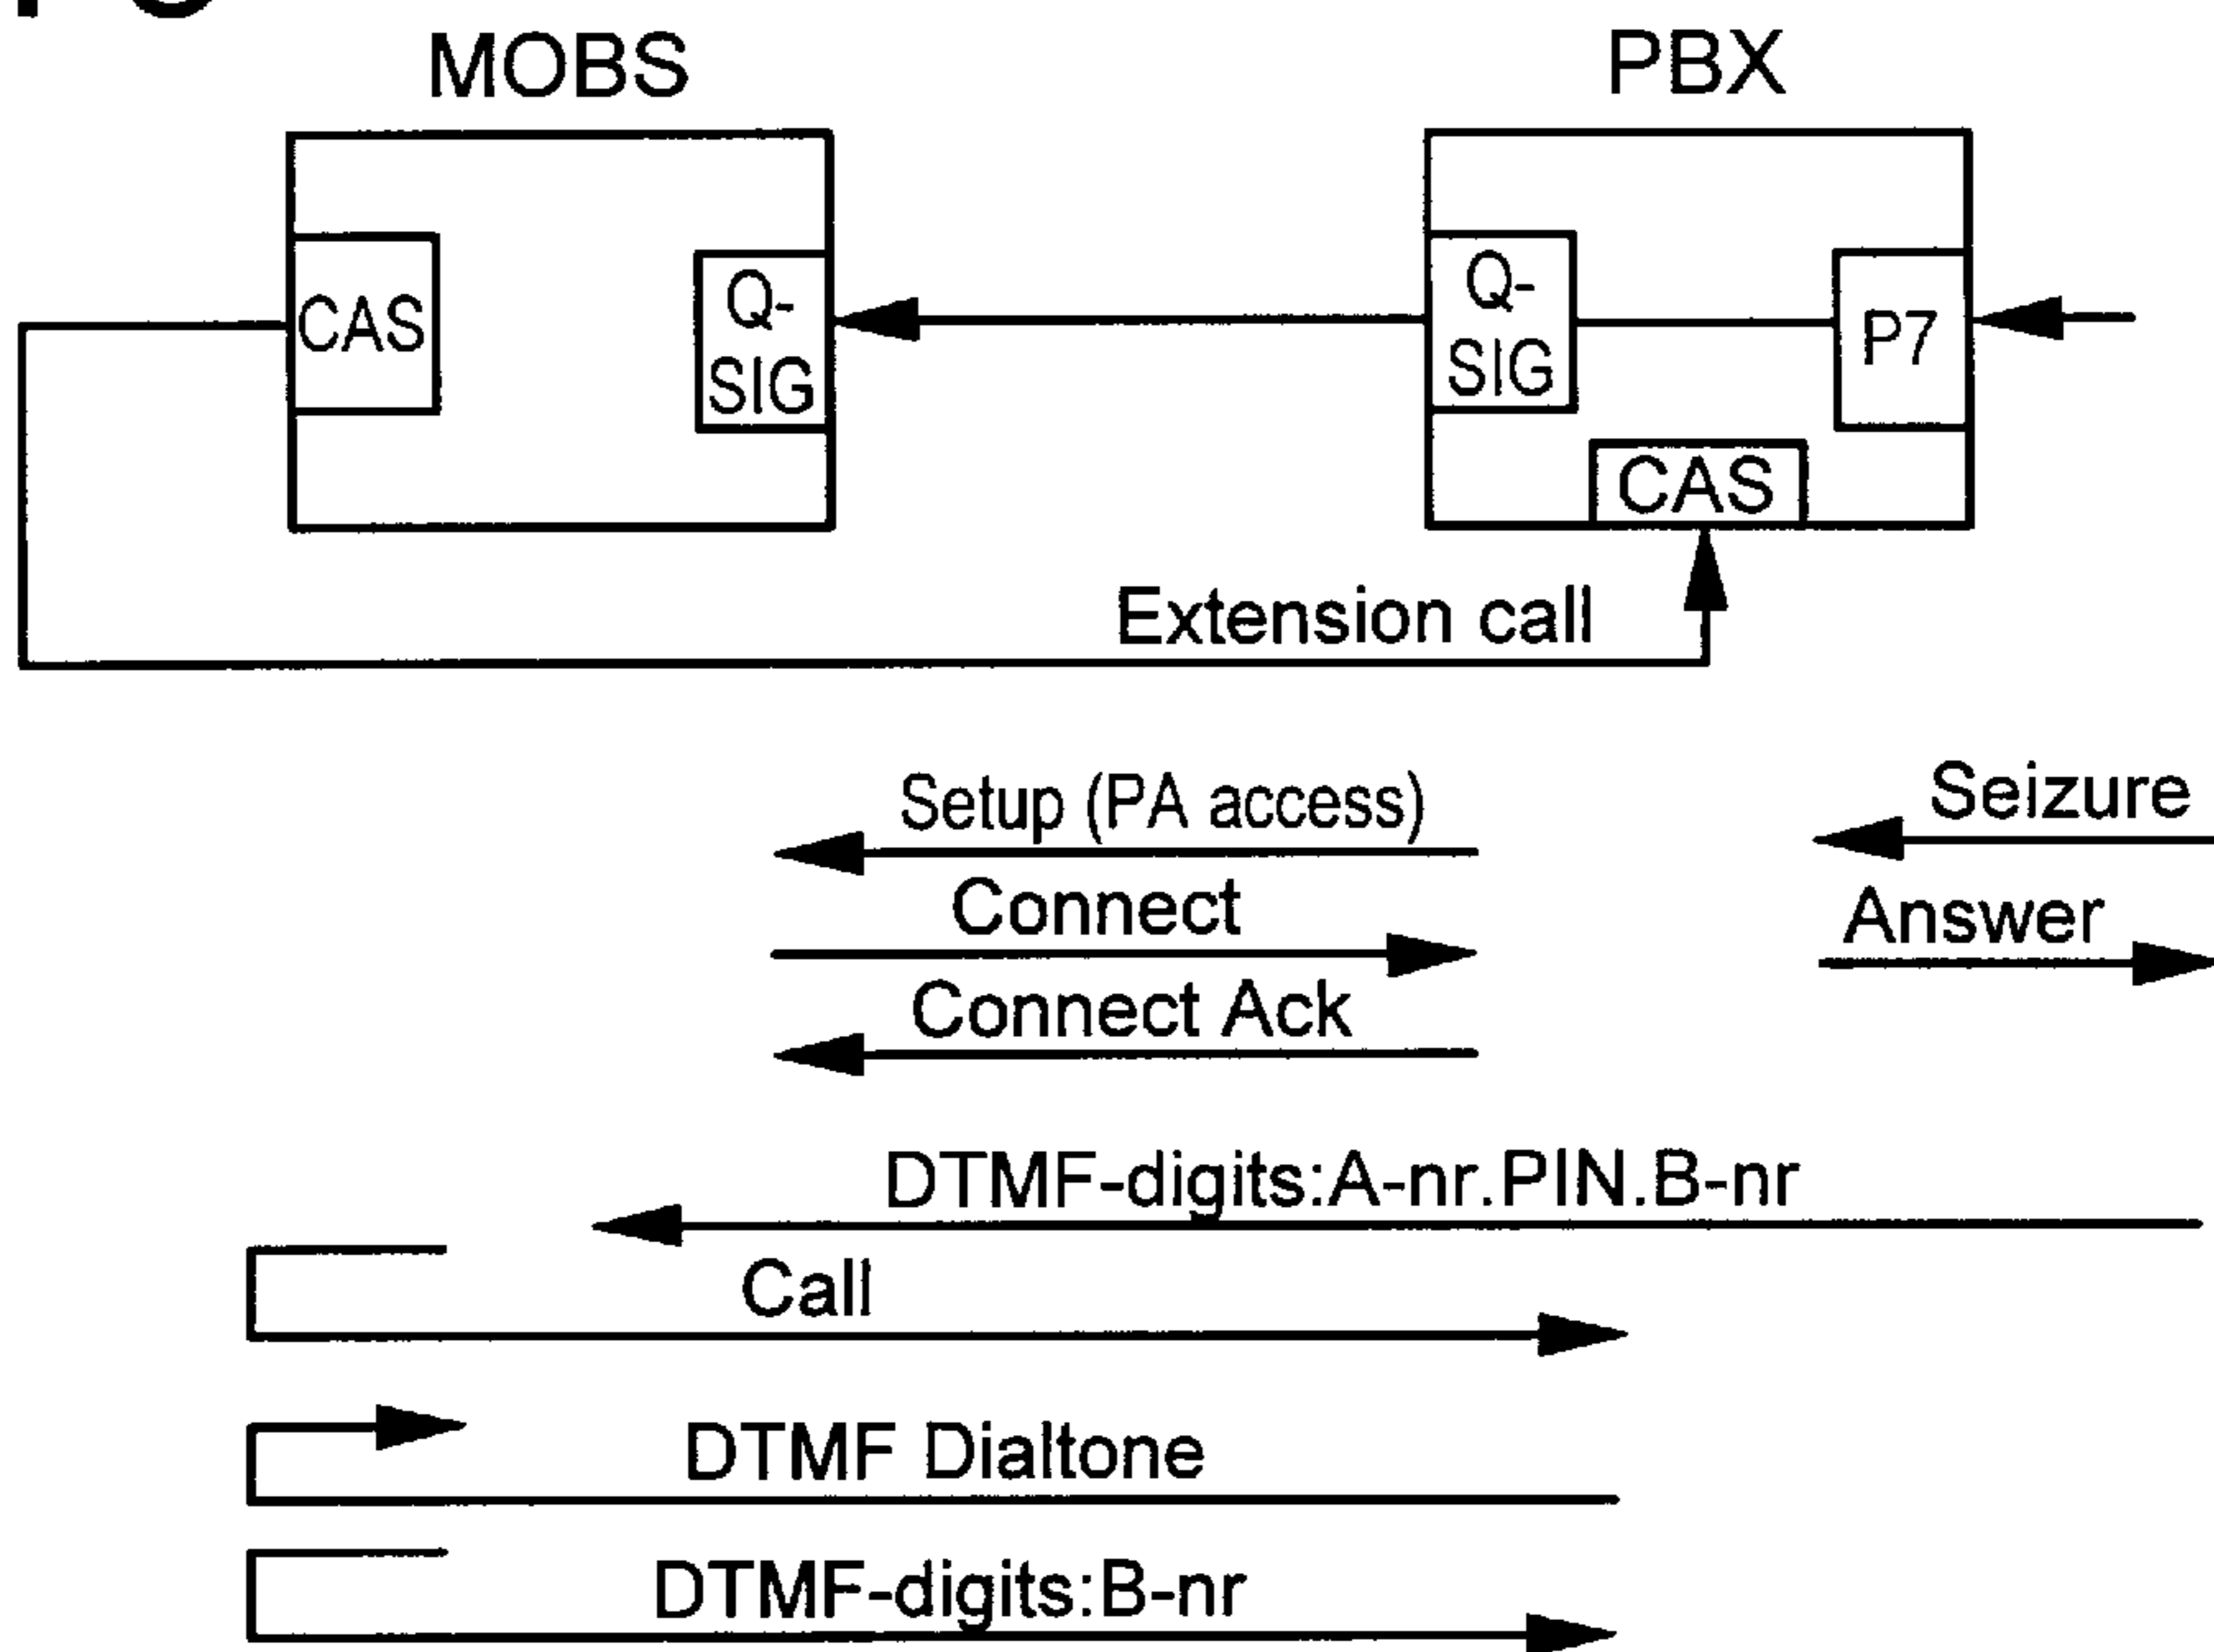 MOBS
PBX
CAS
Q-
SIG
Q-
SIG
P7
CAS
Extension call
Setup (PA access)
Seizure
Connect
Answer
Connect Ack
DTMF-digits:A-nr.PIN.B-nr
Call
DTMF Dialtone
DTMF-digits:B-nr